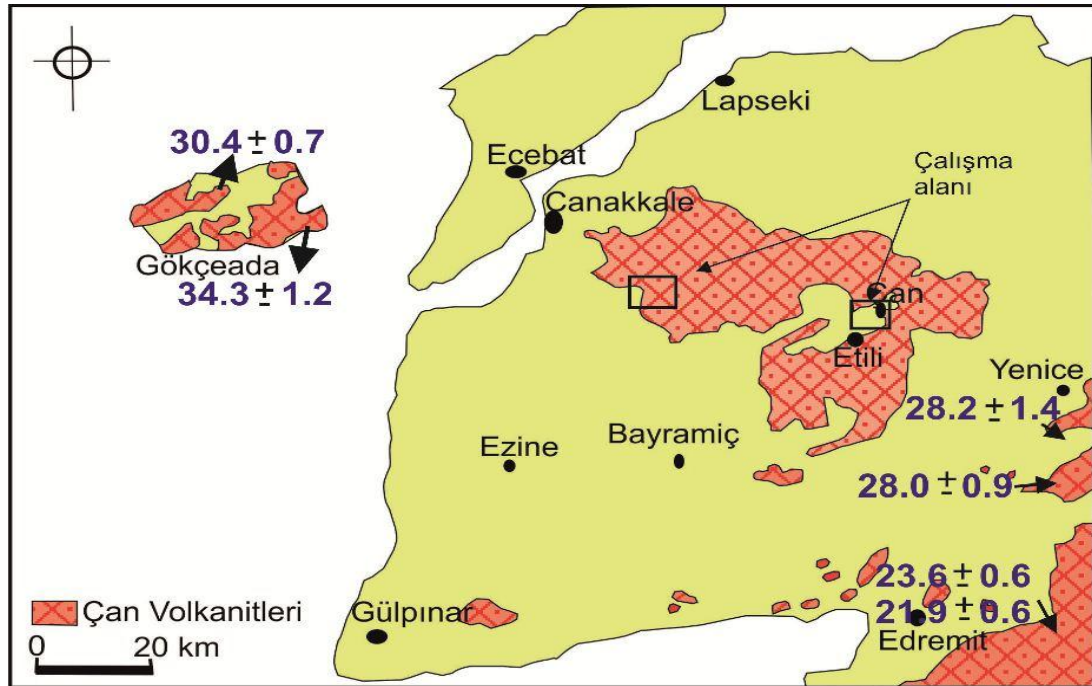 Lapseki
30.4 ± 0.7
Ecebat
Çalışma
alanı
Canakkale
Gökçeada
34.3 ± 1.2
Çan
Etili
Yenice
28.2 ± 1.4
Bayramiç
Ezine
28.0 ± 0.9
23.6 ± 0.6
21.9 ± 0.6
Edremit
Gülpınar
Çan Volkanitleri
0 20 km